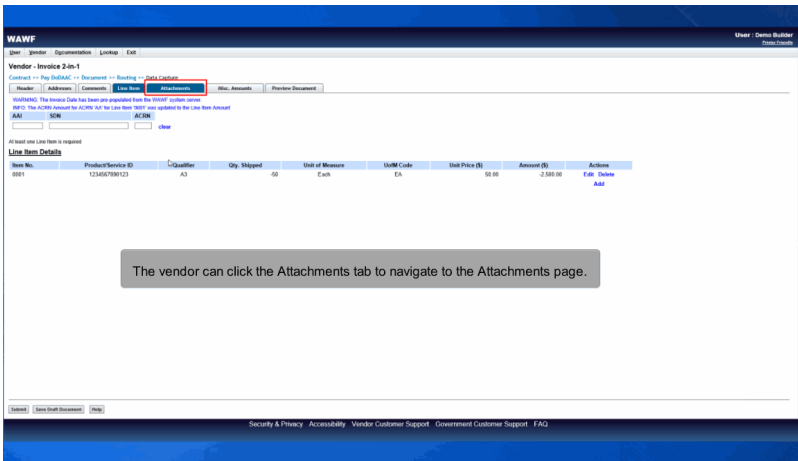 WAWF
User : Demo Builder
Printer Friendly
User Vendor Documentation Lookup Exit
Vendor - Invoice 2-in-1
Contract >> Pay DoDAAC >> Document >> Routing >> Data Capture
Header Addresses Comments Line Item Attachments Misc. Amounts Preview Document
WARNING: The Invoice Date has been pre-populated from the WAWF system server.
INFO: The ACRN Amount for ACRN 'AA' for Line Item '0001' was updated to the Line Item Amount
AAI SDN ACRN
clear
At least one Line Item is required
Line Item Details
Item No. Product/Service ID Qualifier Qty. Shipped Unit of Measure UofM Code Unit Price ($) Amount ($) Actions
0001 1234567890123 A3 -50 Each EA 50.00 -2,500.00 Edit Delete
Add
The vendor can click the Attachments tab to navigate to the Attachments page.
Submit Save Draft Document Help
Security & Privacy Accessibility Vendor Customer Support Government Customer Support FAQ